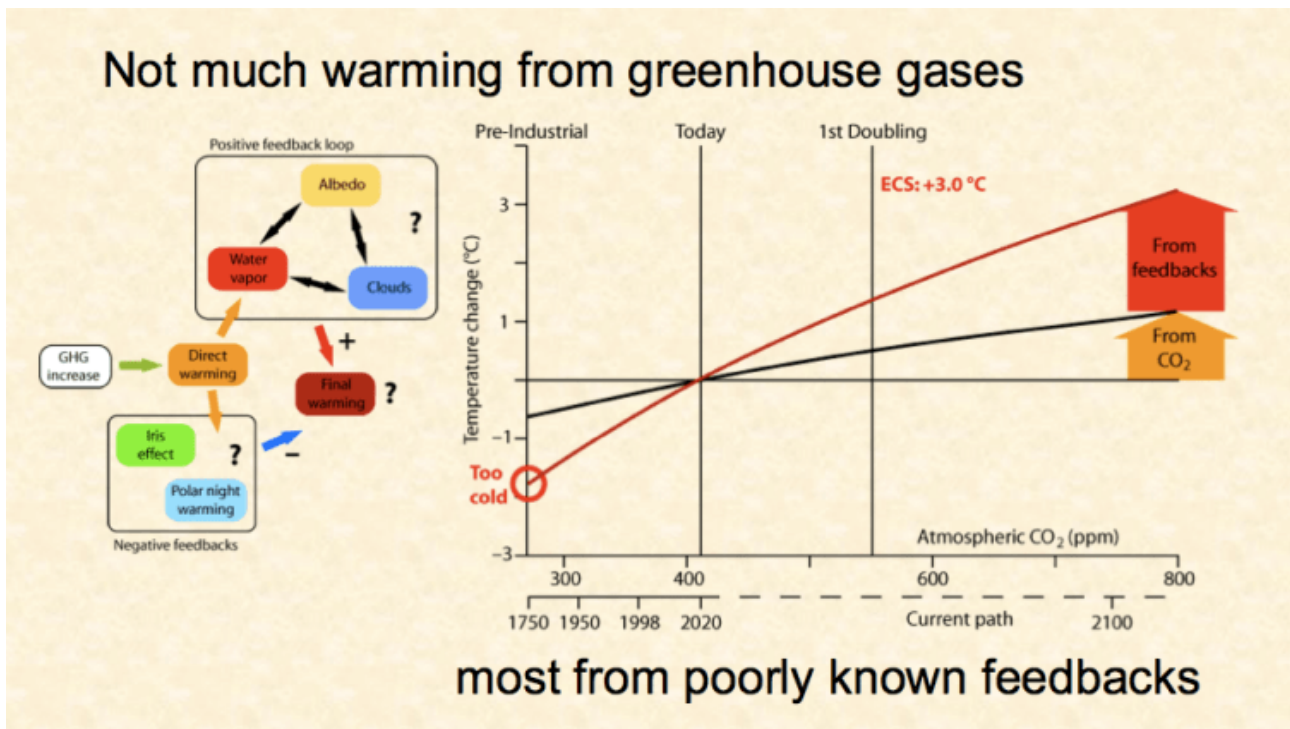 Not much warming from greenhouse gases
Positive feedback loop
Albedo
?
Water
vapor
Clouds
GHG
increase
Direct
warming
+
Final
warming
?
Iris
effect
?
−
Polar night
warming
Negative feedbacks
Pre-Industrial
Today
1st Doubling
ECS: +3.0 °C
Temperature change (°C)
3
1
−1
−3
Too
cold
From
feedbacks
From
CO₂
Atmospheric CO₂ (ppm)
300 400 600 800
1750 1950 1998 2020 Current path 2100
most from poorly known feedbacks